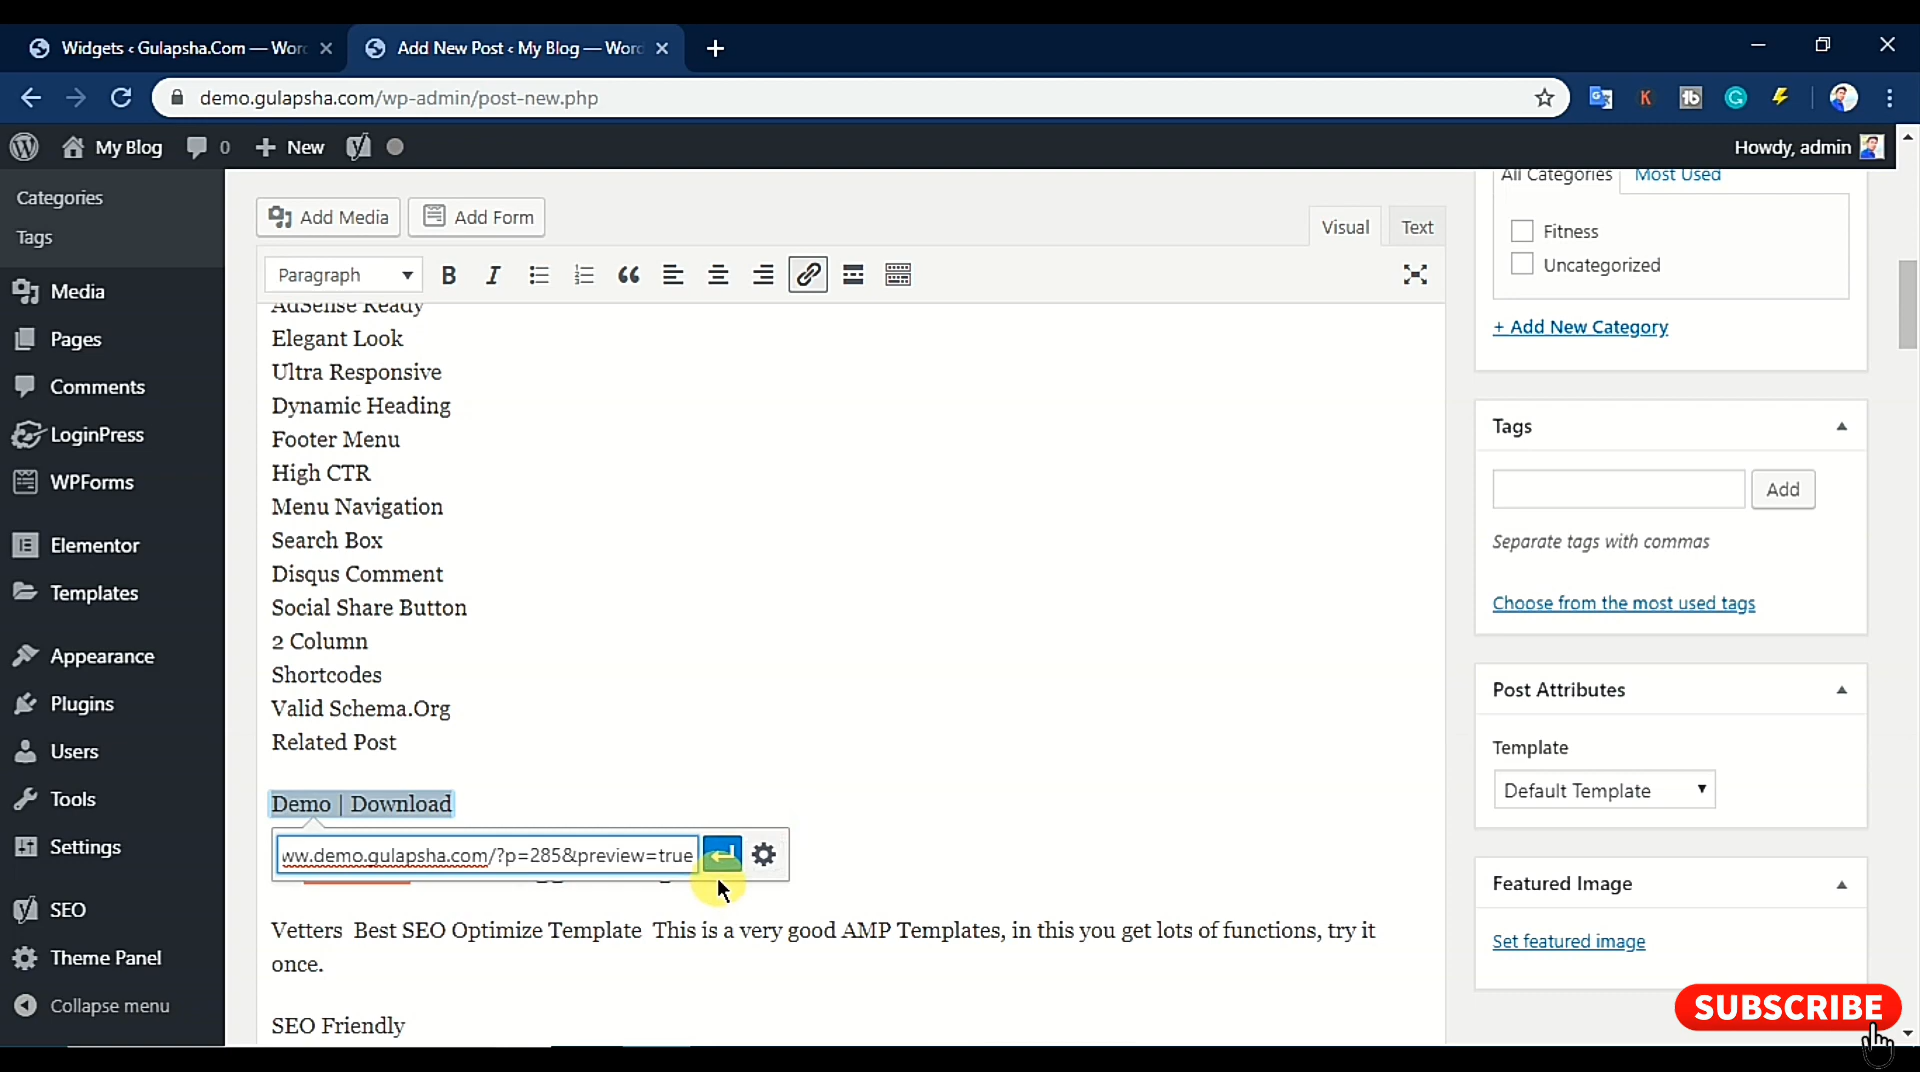 Widgets ‹ Gulapsha.Com — Wor
Add New Post ‹ My Blog — Word
demo.gulapsha.com/wp-admin/post-new.php
My Blog
0
New
Howdy, admin
Categories
Tags
Media
Pages
Comments
LoginPress
WPForms
Elementor
Templates
Appearance
Plugins
Users
Tools
Settings
SEO
Theme Panel
Collapse menu
Add Media
Add Form
Visual
Text
Paragraph
AdSense Ready
Elegant Look
Ultra Responsive
Dynamic Heading
Footer Menu
High CTR
Menu Navigation
Search Box
Disqus Comment
Social Share Button
2 Column
Shortcodes
Valid Schema.Org
Related Post
Demo | Download
ww.demo.gulapsha.com/?p=285&preview=true
Vetters Best SEO Optimize Template This is a very good AMP Templates, in this you get lots of functions, try it
once.
SEO Friendly
All Categories
Most Used
Fitness
Uncategorized
+ Add New Category
Tags
Add
Separate tags with commas
Choose from the most used tags
Post Attributes
Template
Default Template
Featured Image
Set featured image
SUBSCRIBE